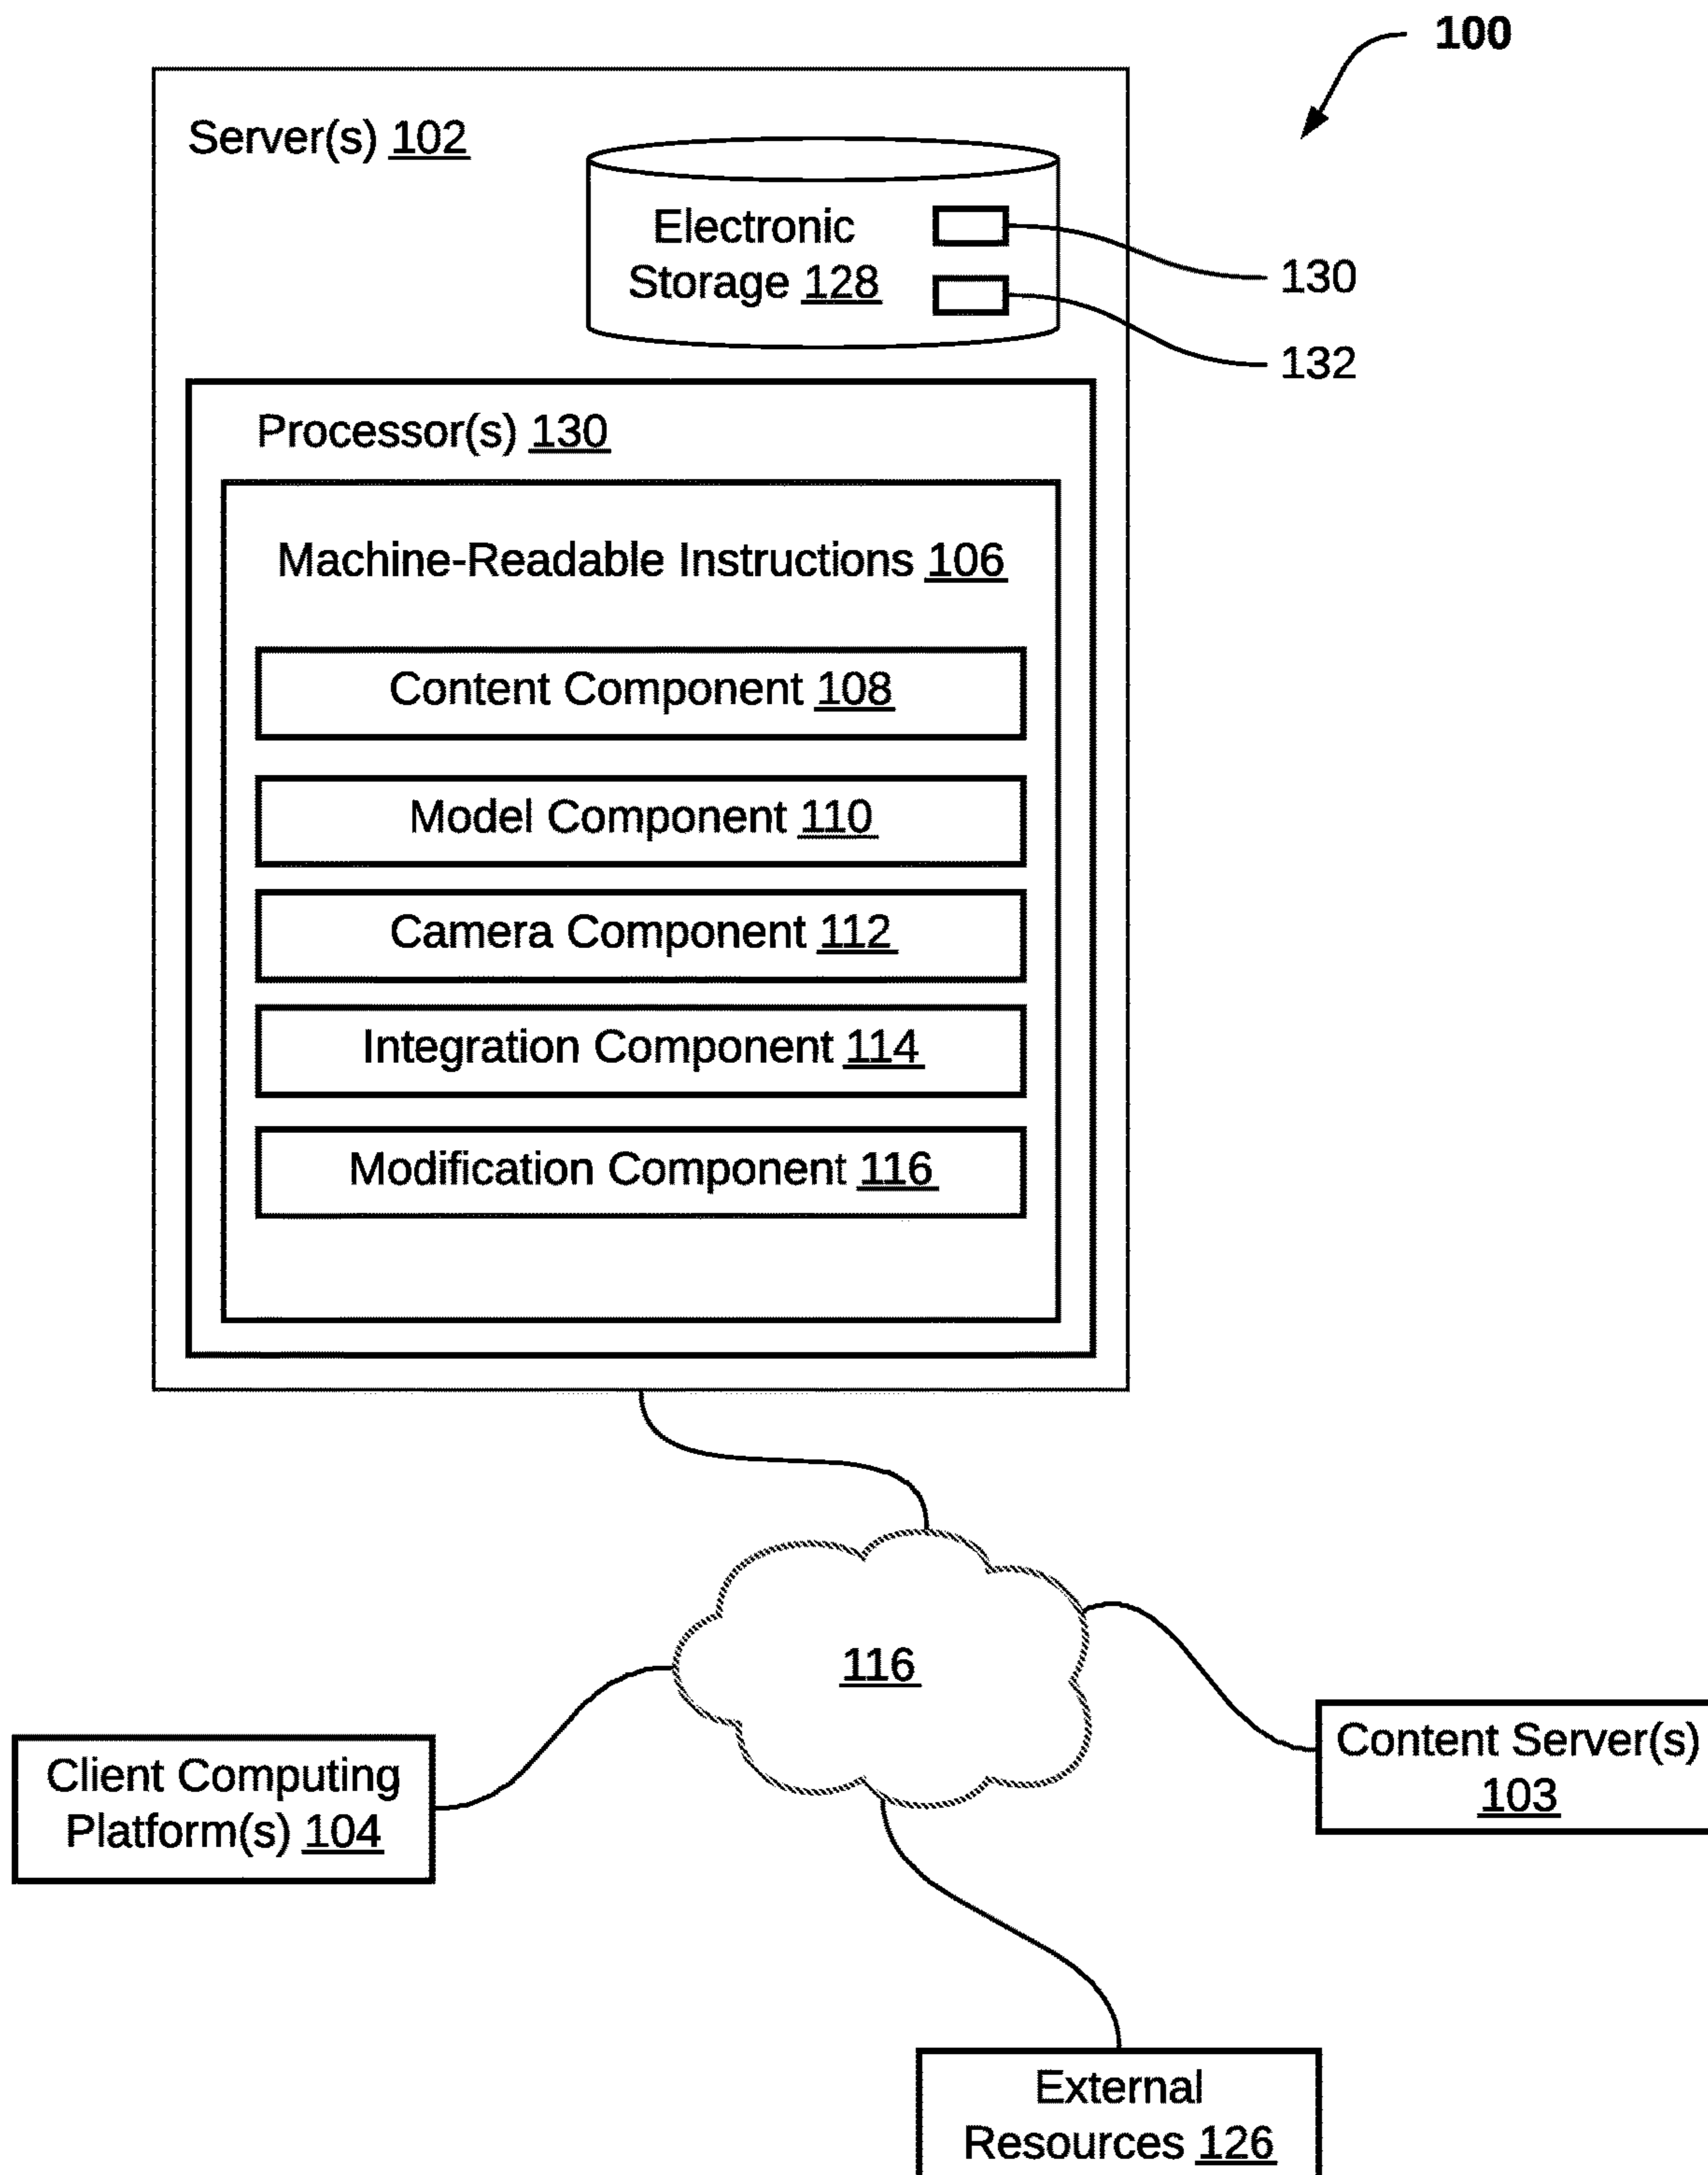 100
Server(s) 102
Electronic
Storage 128
130
132
Processor(s) 130
Machine-Readable Instructions 106
Content Component 108
Model Component 110
Camera Component 112
Integration Component 114
Modification Component 116
116
Content Server(s)
103
Client Computing
Platform(s) 104
External
Resources 126